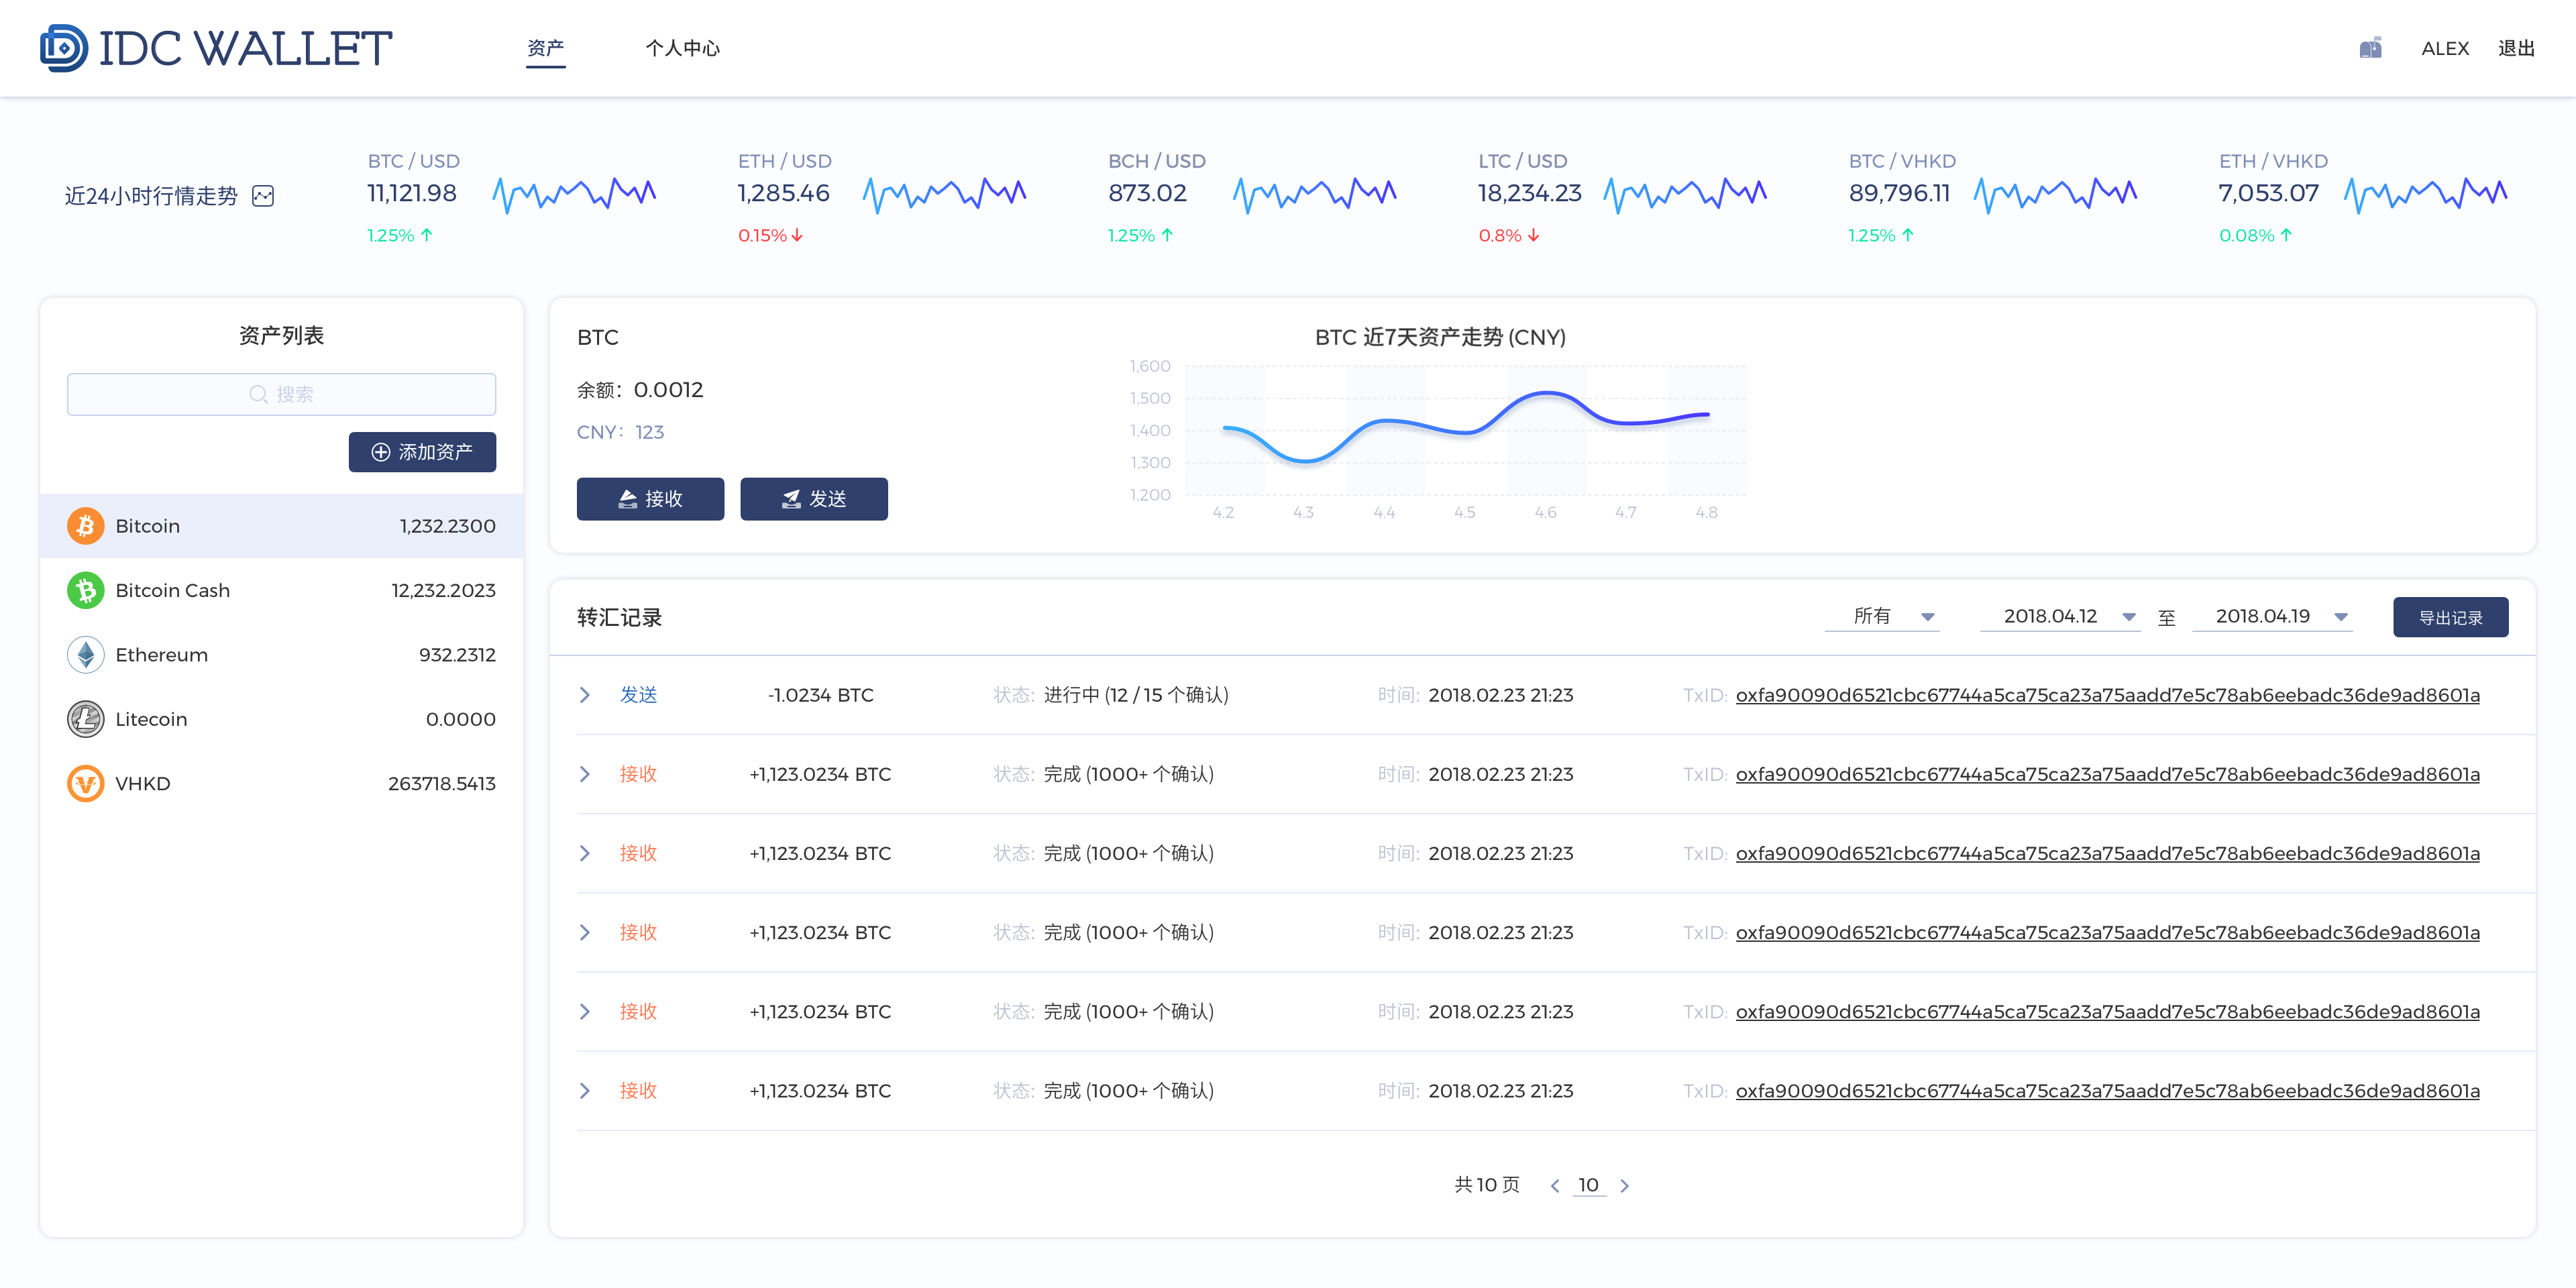 IDC WALLET
资产
个人中心
ALEX
退出
近24小时行情走势
BTC / USD
11,121.98
1.25%
ETH / USD
1,285.46
0.15%
BCH / USD
873.02
1.25%
LTC / USD
18,234.23
0.8%
BTC / VHKD
89,796.11
1.25%
ETH / VHKD
7,053.07
0.08%
资产列表
搜索
添加资产
Bitcoin 1,232.2300
Bitcoin Cash 12,232.2023
Ethereum 932.2312
Litecoin 0.0000
VHKD 263718.5413
BTC
余额：0.0012
CNY：123
接收
发送
BTC 近7天资产走势 (CNY)
1,600
1,500
1,400
1,300
1,200
4.2 4.3 4.4 4.5 4.6 4.7 4.8
转汇记录
所有
2018.04.12 至 2018.04.19
导出记录
发送 -1.0234 BTC 状态: 进行中 (12 / 15 个确认) 时间: 2018.02.23 21:23 TxID: oxfa90090d6521cbc67744a5ca75ca23a75aadd7e5c78ab6eebadc36de9ad8601a
接收 +1,123.0234 BTC 状态: 完成 (1000+ 个确认) 时间: 2018.02.23 21:23 TxID: oxfa90090d6521cbc67744a5ca75ca23a75aadd7e5c78ab6eebadc36de9ad8601a
接收 +1,123.0234 BTC 状态: 完成 (1000+ 个确认) 时间: 2018.02.23 21:23 TxID: oxfa90090d6521cbc67744a5ca75ca23a75aadd7e5c78ab6eebadc36de9ad8601a
接收 +1,123.0234 BTC 状态: 完成 (1000+ 个确认) 时间: 2018.02.23 21:23 TxID: oxfa90090d6521cbc67744a5ca75ca23a75aadd7e5c78ab6eebadc36de9ad8601a
接收 +1,123.0234 BTC 状态: 完成 (1000+ 个确认) 时间: 2018.02.23 21:23 TxID: oxfa90090d6521cbc67744a5ca75ca23a75aadd7e5c78ab6eebadc36de9ad8601a
接收 +1,123.0234 BTC 状态: 完成 (1000+ 个确认) 时间: 2018.02.23 21:23 TxID: oxfa90090d6521cbc67744a5ca75ca23a75aadd7e5c78ab6eebadc36de9ad8601a
共 10 页 10